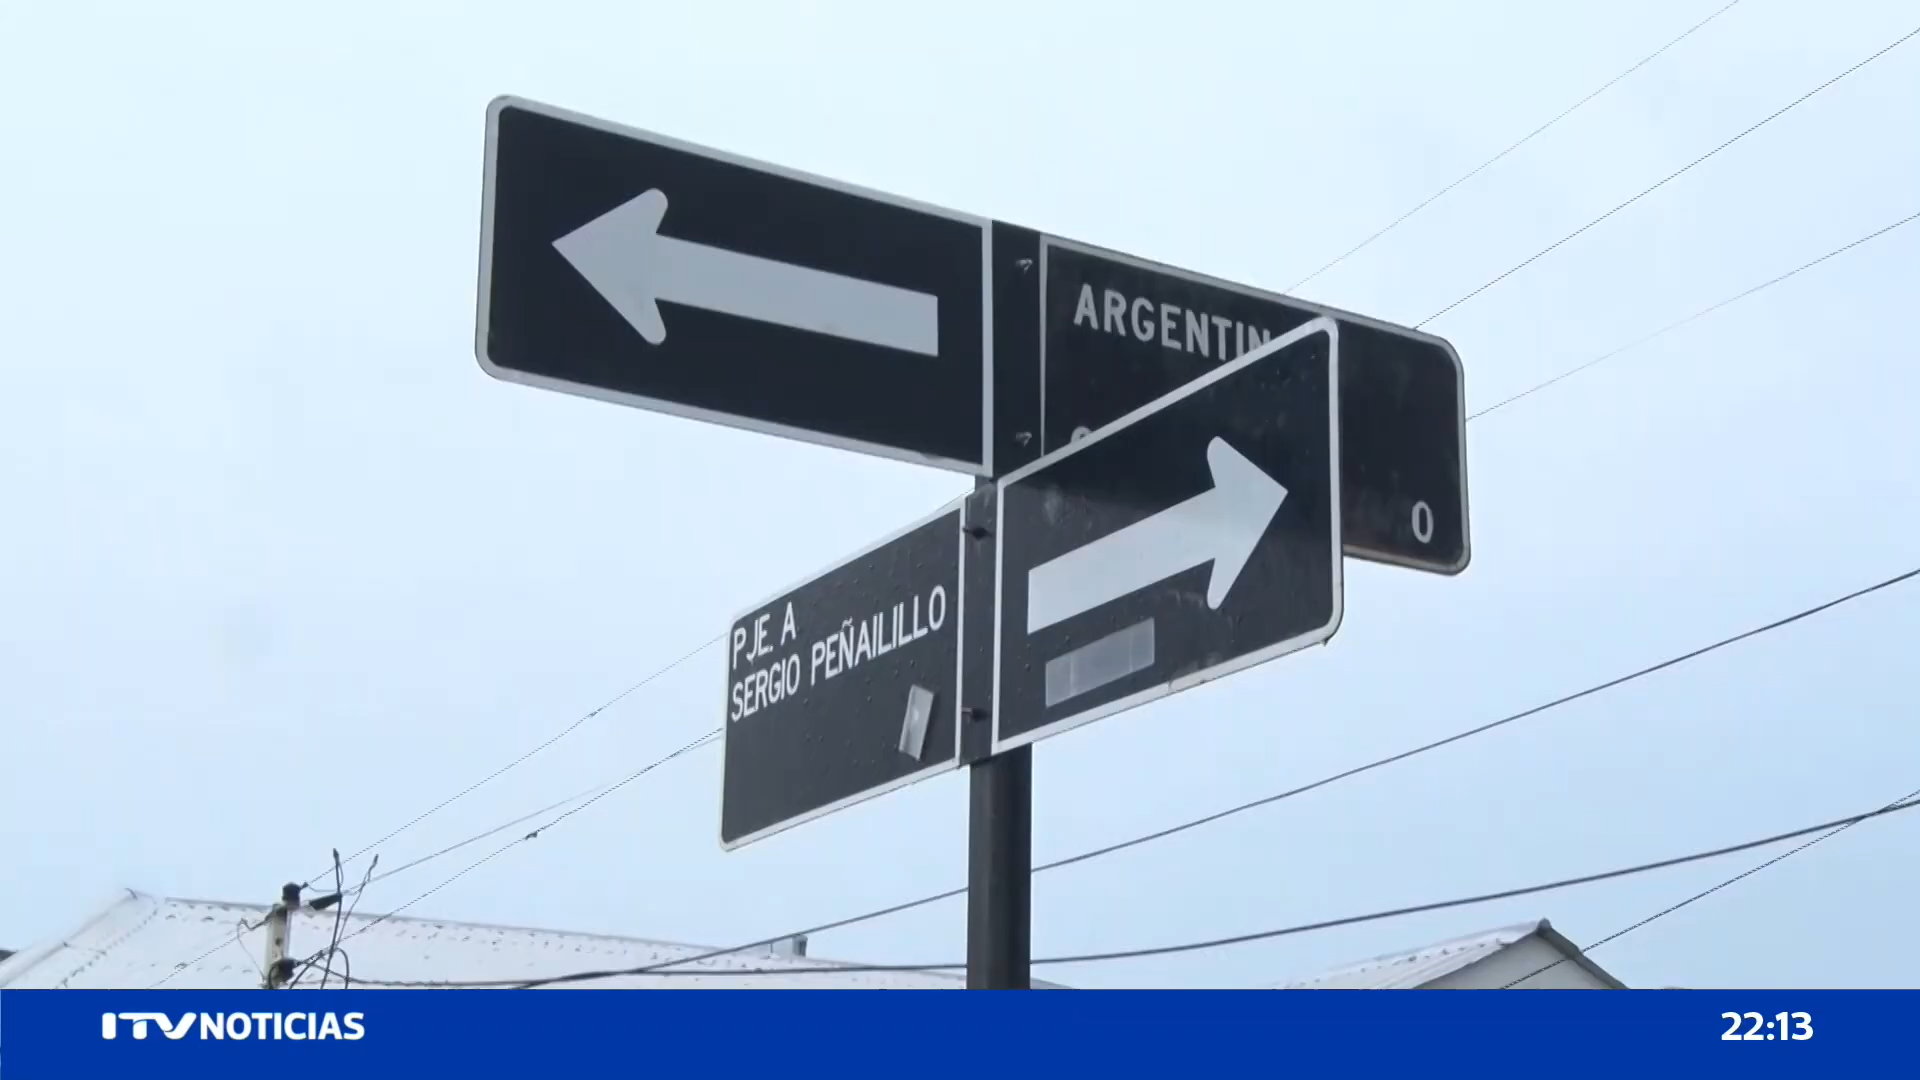 ARGENTIN
0
PJE. A
SERGIO PEÑAILILLO
ITV NOTICIAS
22:13